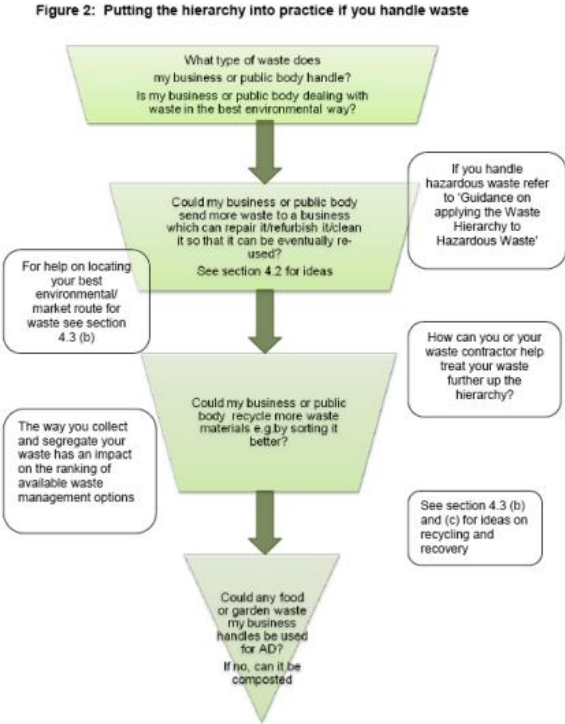 Figure 2:  Putting the hierarchy into practice if you handle waste
What type of waste does
my business or public body handle?
Is my business or public body dealing with
waste in the best environmental way?
If you handle
hazardous waste refer
to 'Guidance on
applying the Waste
Hierarchy to
Hazardous Waste'
Could my business or public body
send more waste to a business
which can repair it/refurbish it/clean
it so that it can be eventually re-
used?
See section 4.2 for ideas
For help on locating
your best
environmental/
market route for
waste see section
4.3 (b)
How can you or your
waste contractor help
treat your waste
further up the
hierarchy?
Could my business or public
body  recycle more waste
materials e.g.by sorting it
better?
The way you collect
and segregate your
waste has an impact
on the ranking of
available waste
management options
See section 4.3 (b)
and (c) for ideas on
recycling and
recovery
Could any food
or garden waste
my business
handles be used
for AD?
If no, can it be
composted